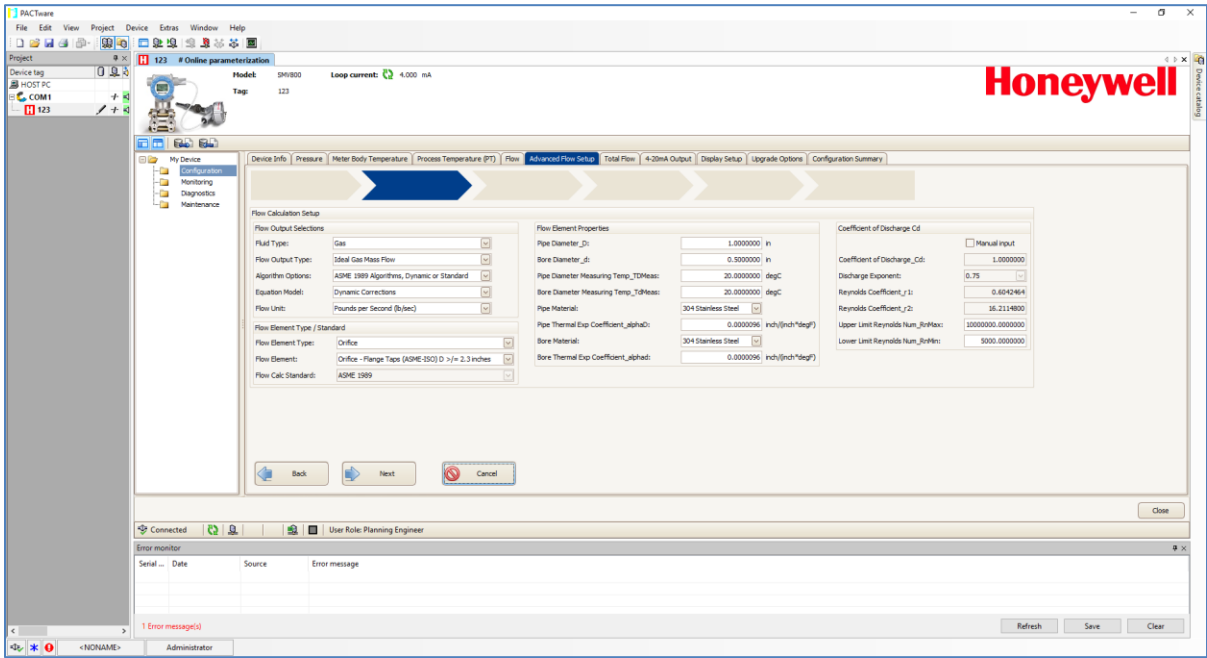 PACTware
File Edit View Project Device Extras Window Help
Project
Device tag
HOST PC
COM1
123
123 # Online parameterization
Model: SMV800 Loop current: 4.000 mA
Tag: 123
Honeywell
Device catalog
My Device
Configuration
Monitoring
Diagnostics
Maintenance
Device Info Pressure Meter Body Temperature Process Temperature (PT) Flow Advanced Flow Setup Total Flow 4-20mA Output Display Setup Upgrade Options Configuration Summary
Flow Calculation Setup
Flow Output Selections
Fluid Type: Gas
Flow Output Type: Ideal Gas Mass Flow
Algorithm Options: ASME 1989 Algorithms, Dynamic or Standard
Equation Model: Dynamic Corrections
Flow Unit: Pounds per Second (lb/sec)
Flow Element Type / Standard
Flow Element Type: Orifice
Flow Element: Orifice - Flange Taps (ASME-ISO) D >/= 2.3 inches
Flow Calc Standard: ASME 1989
Flow Element Properties
Pipe Diameter_D: 1.0000000 in
Bore Diameter_d: 0.5000000 in
Pipe Diameter Measuring Temp_TDMeas: 20.0000000 degC
Bore Diameter Measuring Temp_TdMeas: 20.0000000 degC
Pipe Material: 304 Stainless Steel
Pipe Thermal Exp Coefficient_alphaD: 0.0000096 inch/(inch*degF)
Bore Material: 304 Stainless Steel
Bore Thermal Exp Coefficient_alphad: 0.0000096 inch/(inch*degF)
Coefficient of Discharge Cd
Manual input
Coefficient of Discharge_Cd: 1.0000000
Discharge Exponent: 0.75
Reynolds Coefficient_r1: 0.6042464
Reynolds Coefficient_r2: 16.2114800
Upper Limit Reynolds Num_RnMax: 10000000.0000000
Lower Limit Reynolds Num_RnMin: 5000.0000000
Back Next Cancel
Close
Connected User Role: Planning Engineer
Error monitor
Serial ... Date Source Error message
1 Error message(s)
Refresh Save Clear
<NONAME> Administrator